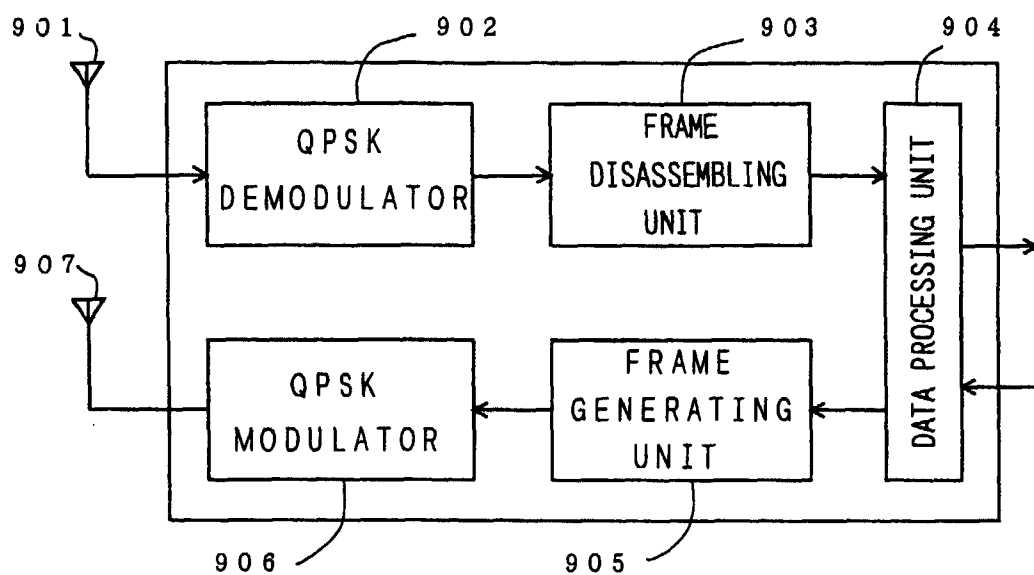 901
902
903
904
QPSK
DEMODULATOR
FRAME
DISASSEMBLING
UNIT
DATA PROCESSING UNIT
907
QPSK
MODULATOR
FRAME
GENERATING
UNIT
906
905